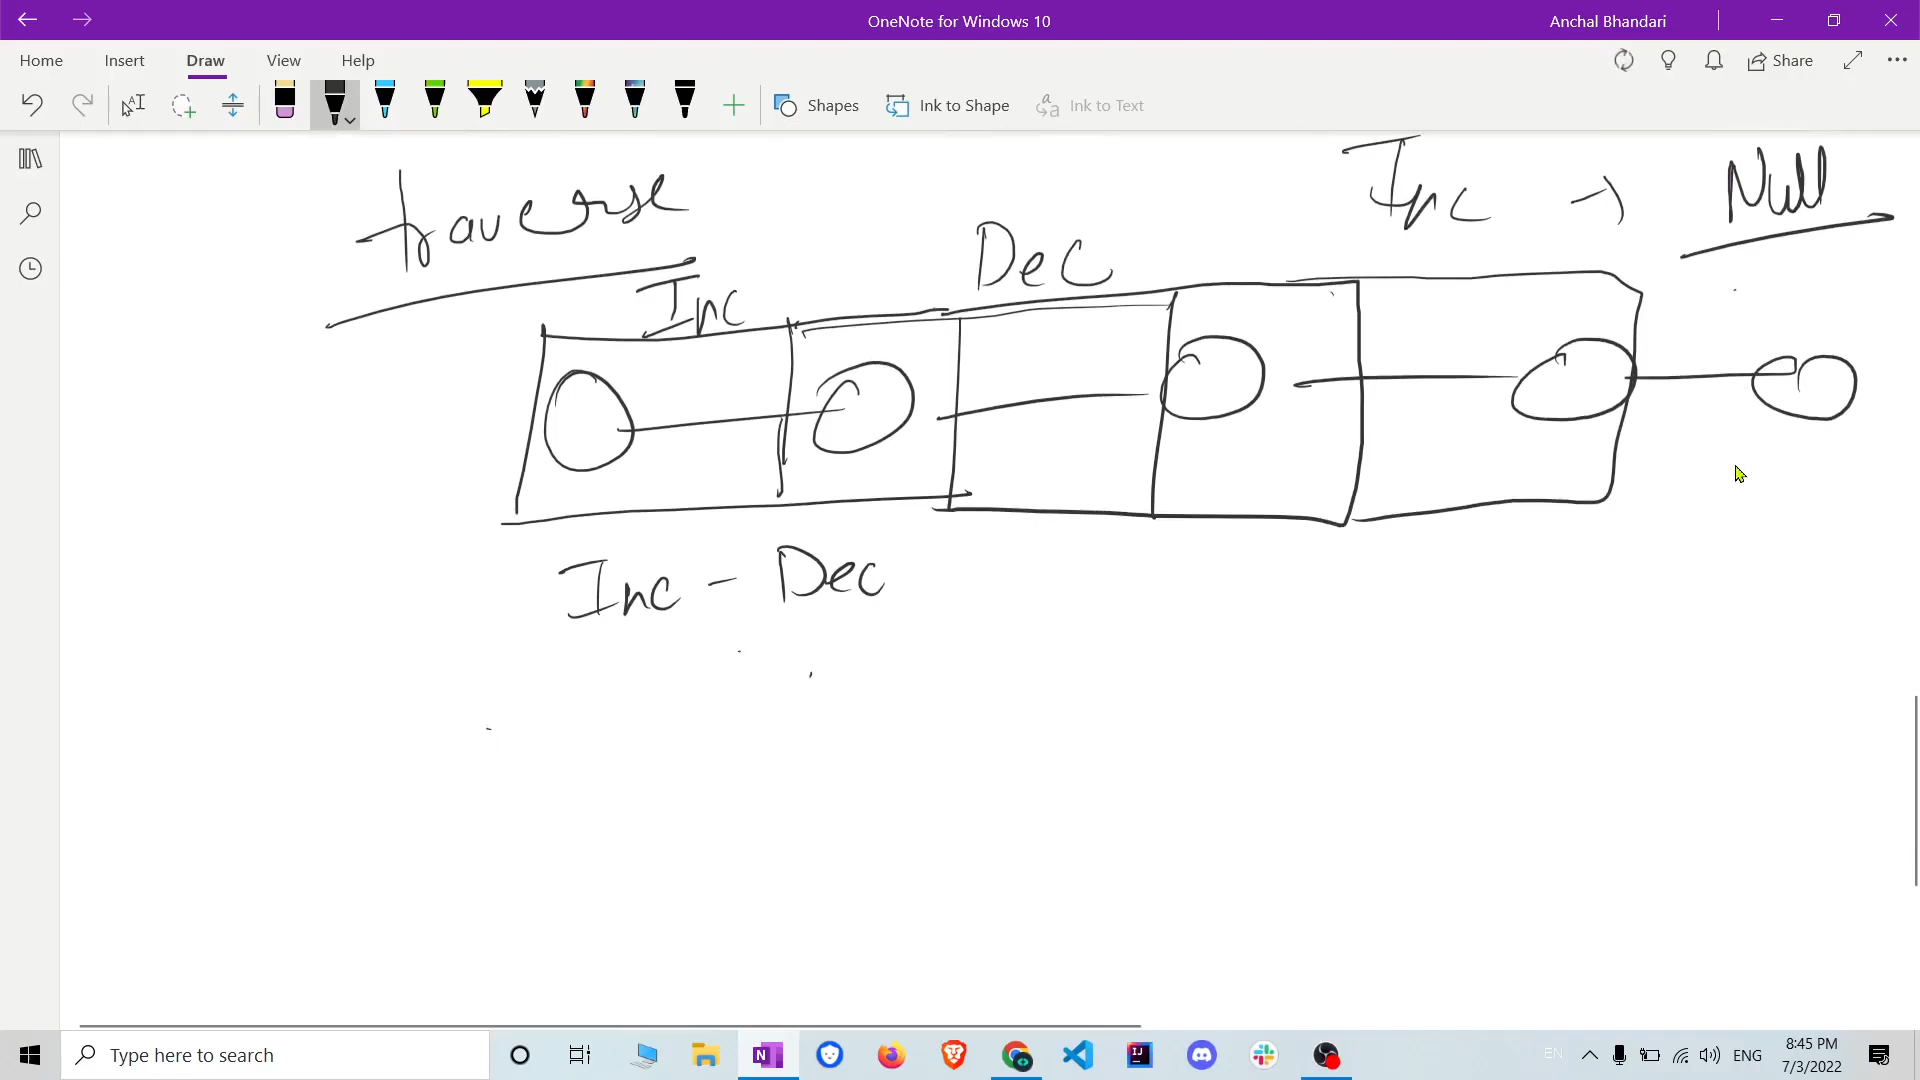 OneNote for Windows 10
Anchal Bhandari
Home Insert Draw View Help
Share
Shapes Ink to Shape Ink to Text
traverse
Inc → Null
Dec
Inc
Inc - Dec
Type here to search
EN
ENG
8:45 PM
7/3/2022